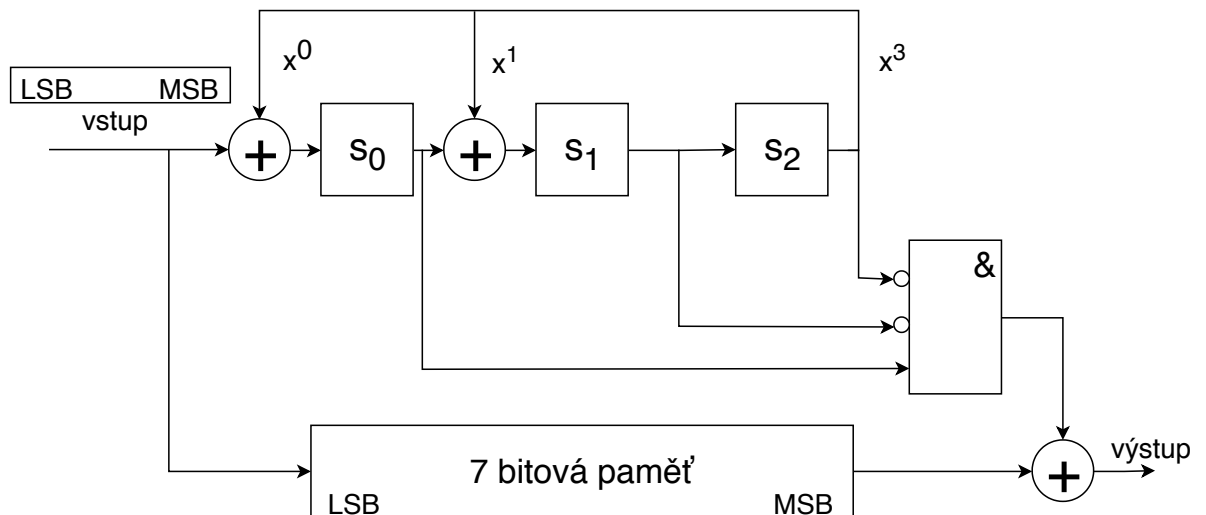 x0 x1 x3
LSB MSB
vstup
+ s0 + s1 s2
&
7 bitová paměť
LSB MSB
+ výstup